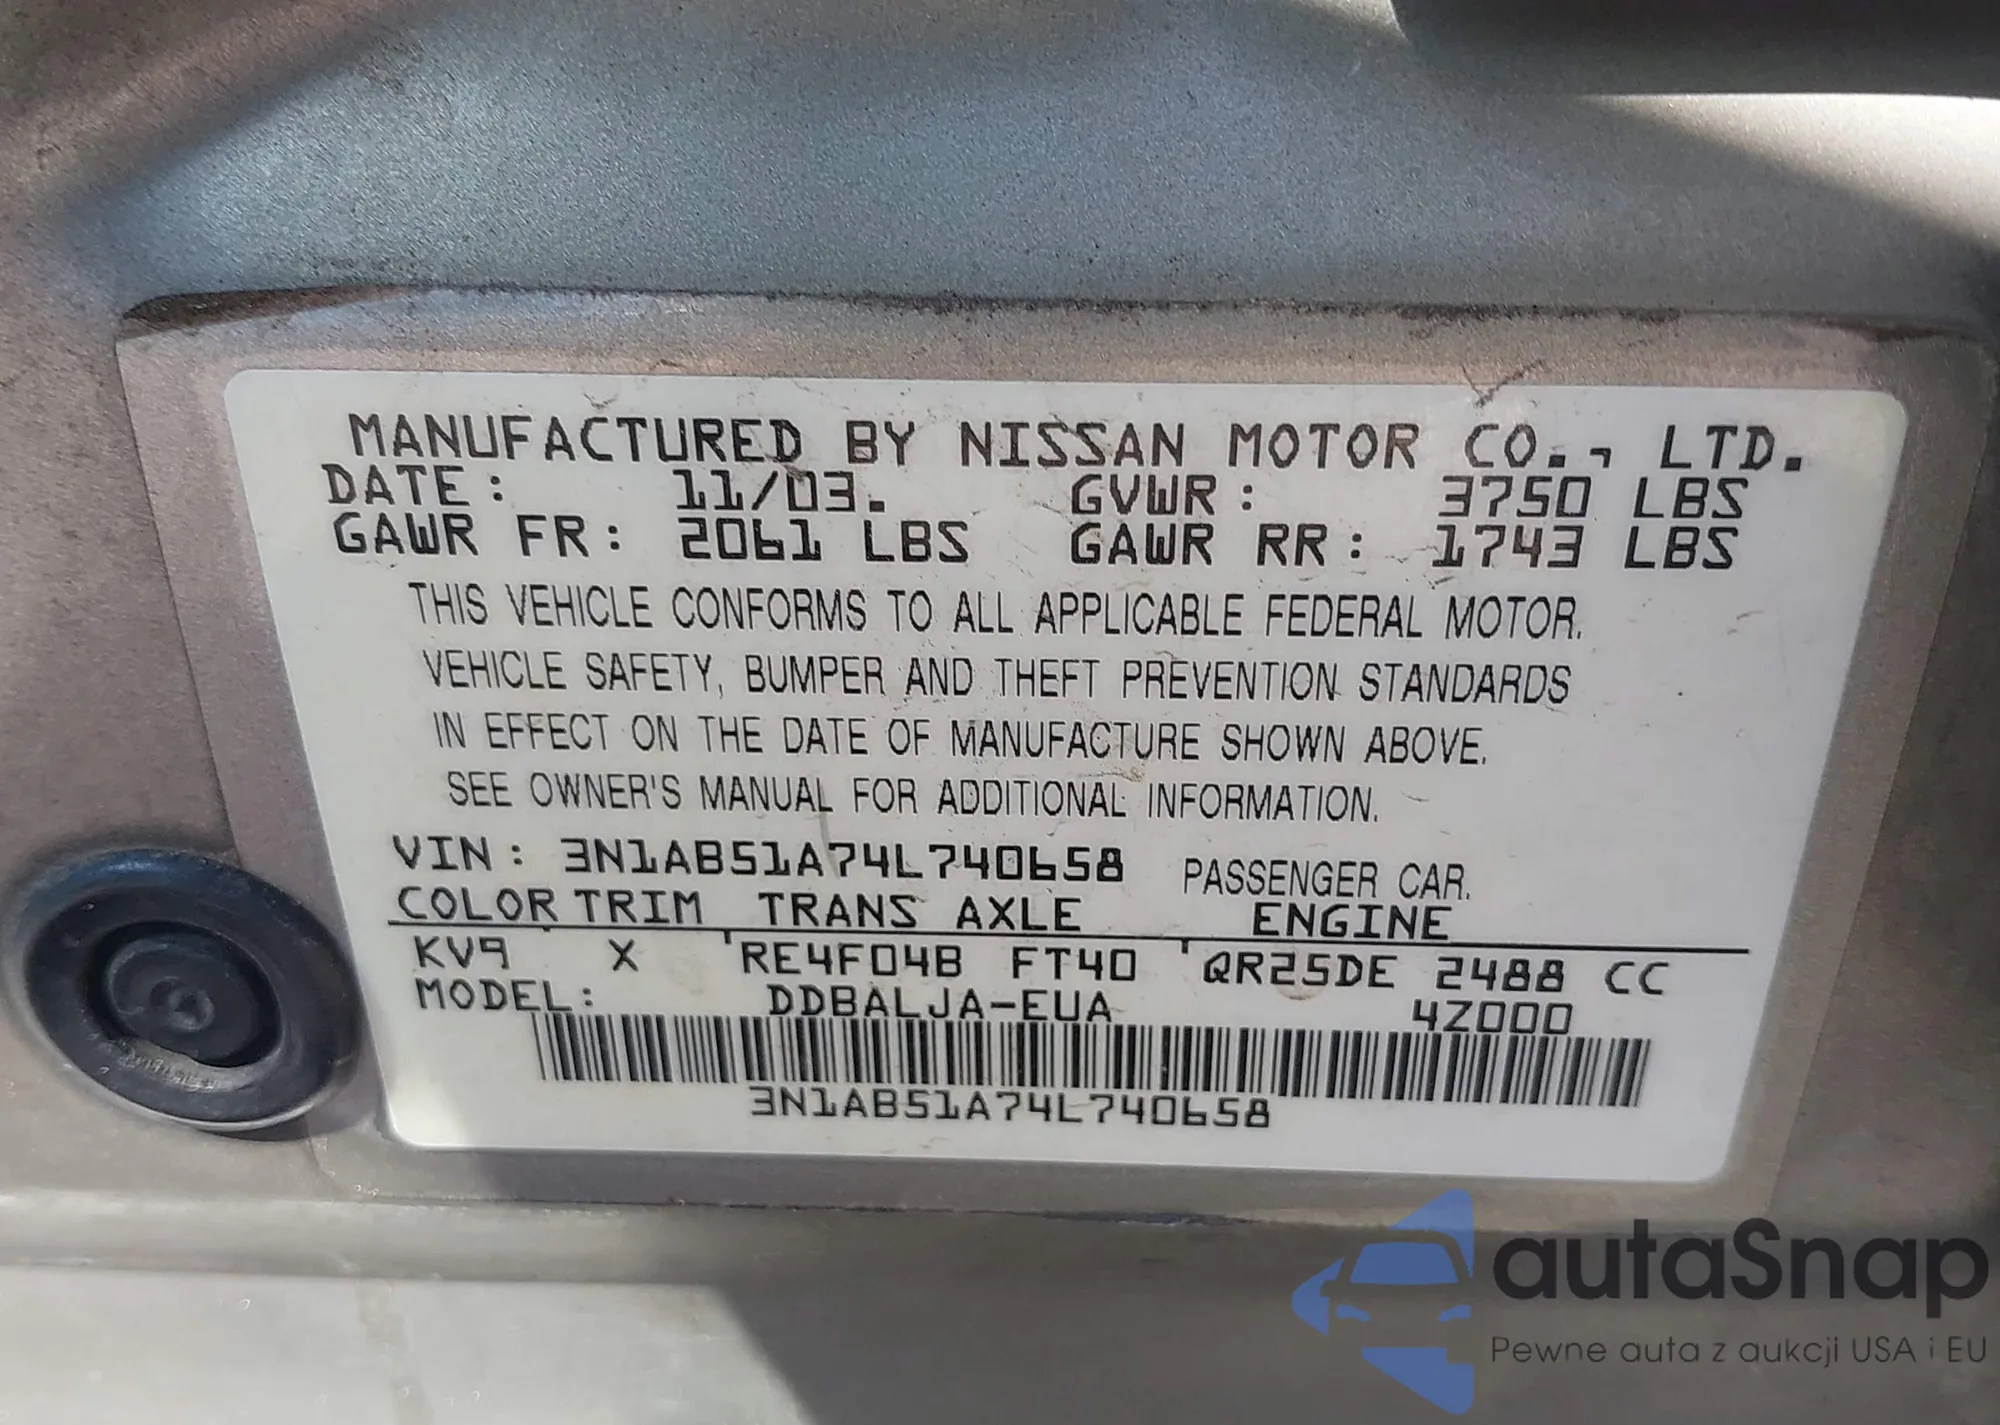 MANUFACTURED BY NISSAN MOTOR CO., LTD.
DATE: 11/03. GVWR: 3750 LBS
GAWR FR: 2061 LBS GAWR RR: 1743 LBS
THIS VEHICLE CONFORMS TO ALL APPLICABLE FEDERAL MOTOR.
VEHICLE SAFETY, BUMPER AND THEFT PREVENTION STANDARDS
IN EFFECT ON THE DATE OF MANUFACTURE SHOWN ABOVE.
SEE OWNER'S MANUAL FOR ADDITIONAL INFORMATION.
VIN: 3N1AB51A74L740658 PASSENGER CAR.
COLOR TRIM TRANS AXLE ENGINE
KV9 X RE4F04B FT40 QR25DE 2488 CC
MODEL: DDBALJA-EUA 4Z000
3N1AB51A74L740658
autaSnap
Pewne auta z aukcji USA i EU